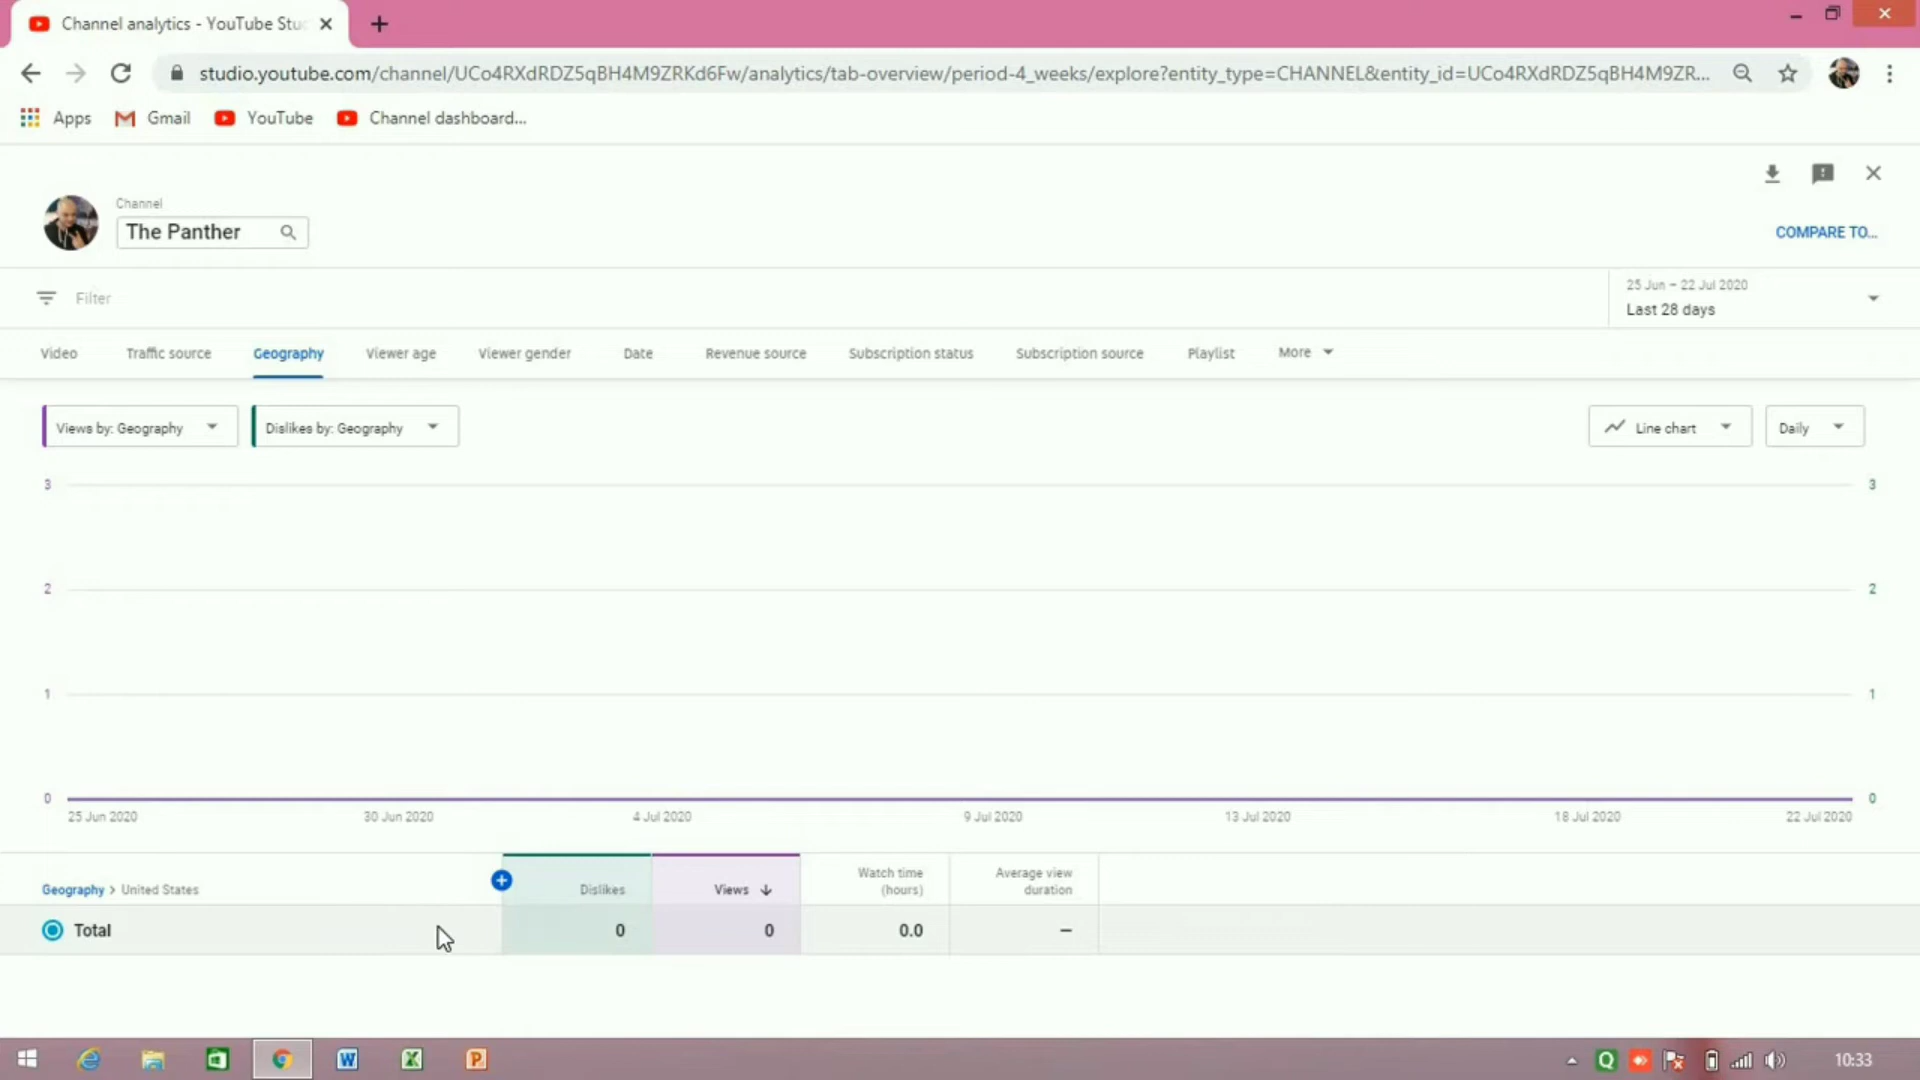 Channel analytics - YouTube Stu
studio.youtube.com/channel/UCo4RXdRDZ5qBH4M9ZRKd6Fw/analytics/tab-overview/period-4_weeks/explore?entity_type=CHANNEL&entity_id=UCo4RXdRDZ5qBH4M9ZR...
Apps Gmail YouTube Channel dashboard...
Channel
The Panther
COMPARE TO...
Filter
25 Jun – 22 Jul 2020
Last 28 days
Video Traffic source Geography Viewer age Viewer gender Date Revenue source Subscription status Subscription source Playlist More
Views by: Geography Dislikes by: Geography Line chart Daily
3 3
2 2
1 1
0 0
25 Jun 2020 30 Jun 2020 4 Jul 2020 9 Jul 2020 13 Jul 2020 18 Jul 2020 22 Jul 2020
Geography > United States Dislikes Views Watch time (hours) Average view duration
Total 0 0 0.0 –
10:33